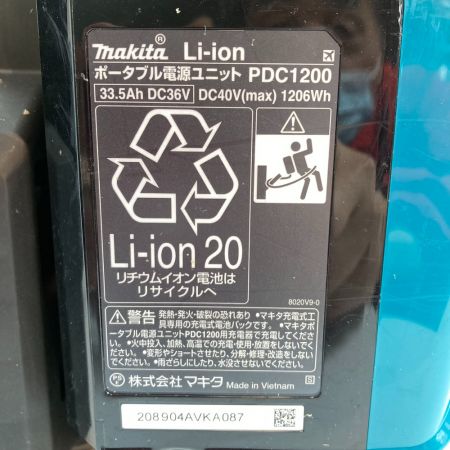 makita® Li-ion
ポータブル電源ユニット PDC1200
33.5Ah DC36V DC40V(max) 1206Wh
Li-ion 20
リチウムイオン電池は
リサイクルへ
8020V9-0
⚠警告 発熱・発火・破裂の恐れあり ●マキタ充電式工
具専用の充電式電池パックです。●マキタポ
ータブル電源ユニットPDC1200用充電器で充電してくださ
い。●火中投入、加熱、高温での充電・使用・放置をしないで
ください。●変形やショートさせたり、分解・修理・改造をしない
でください。●雨ざらしにしたり、水没させないでください。
株式会社マキタ Made in Vietnam S
208904AVKA087